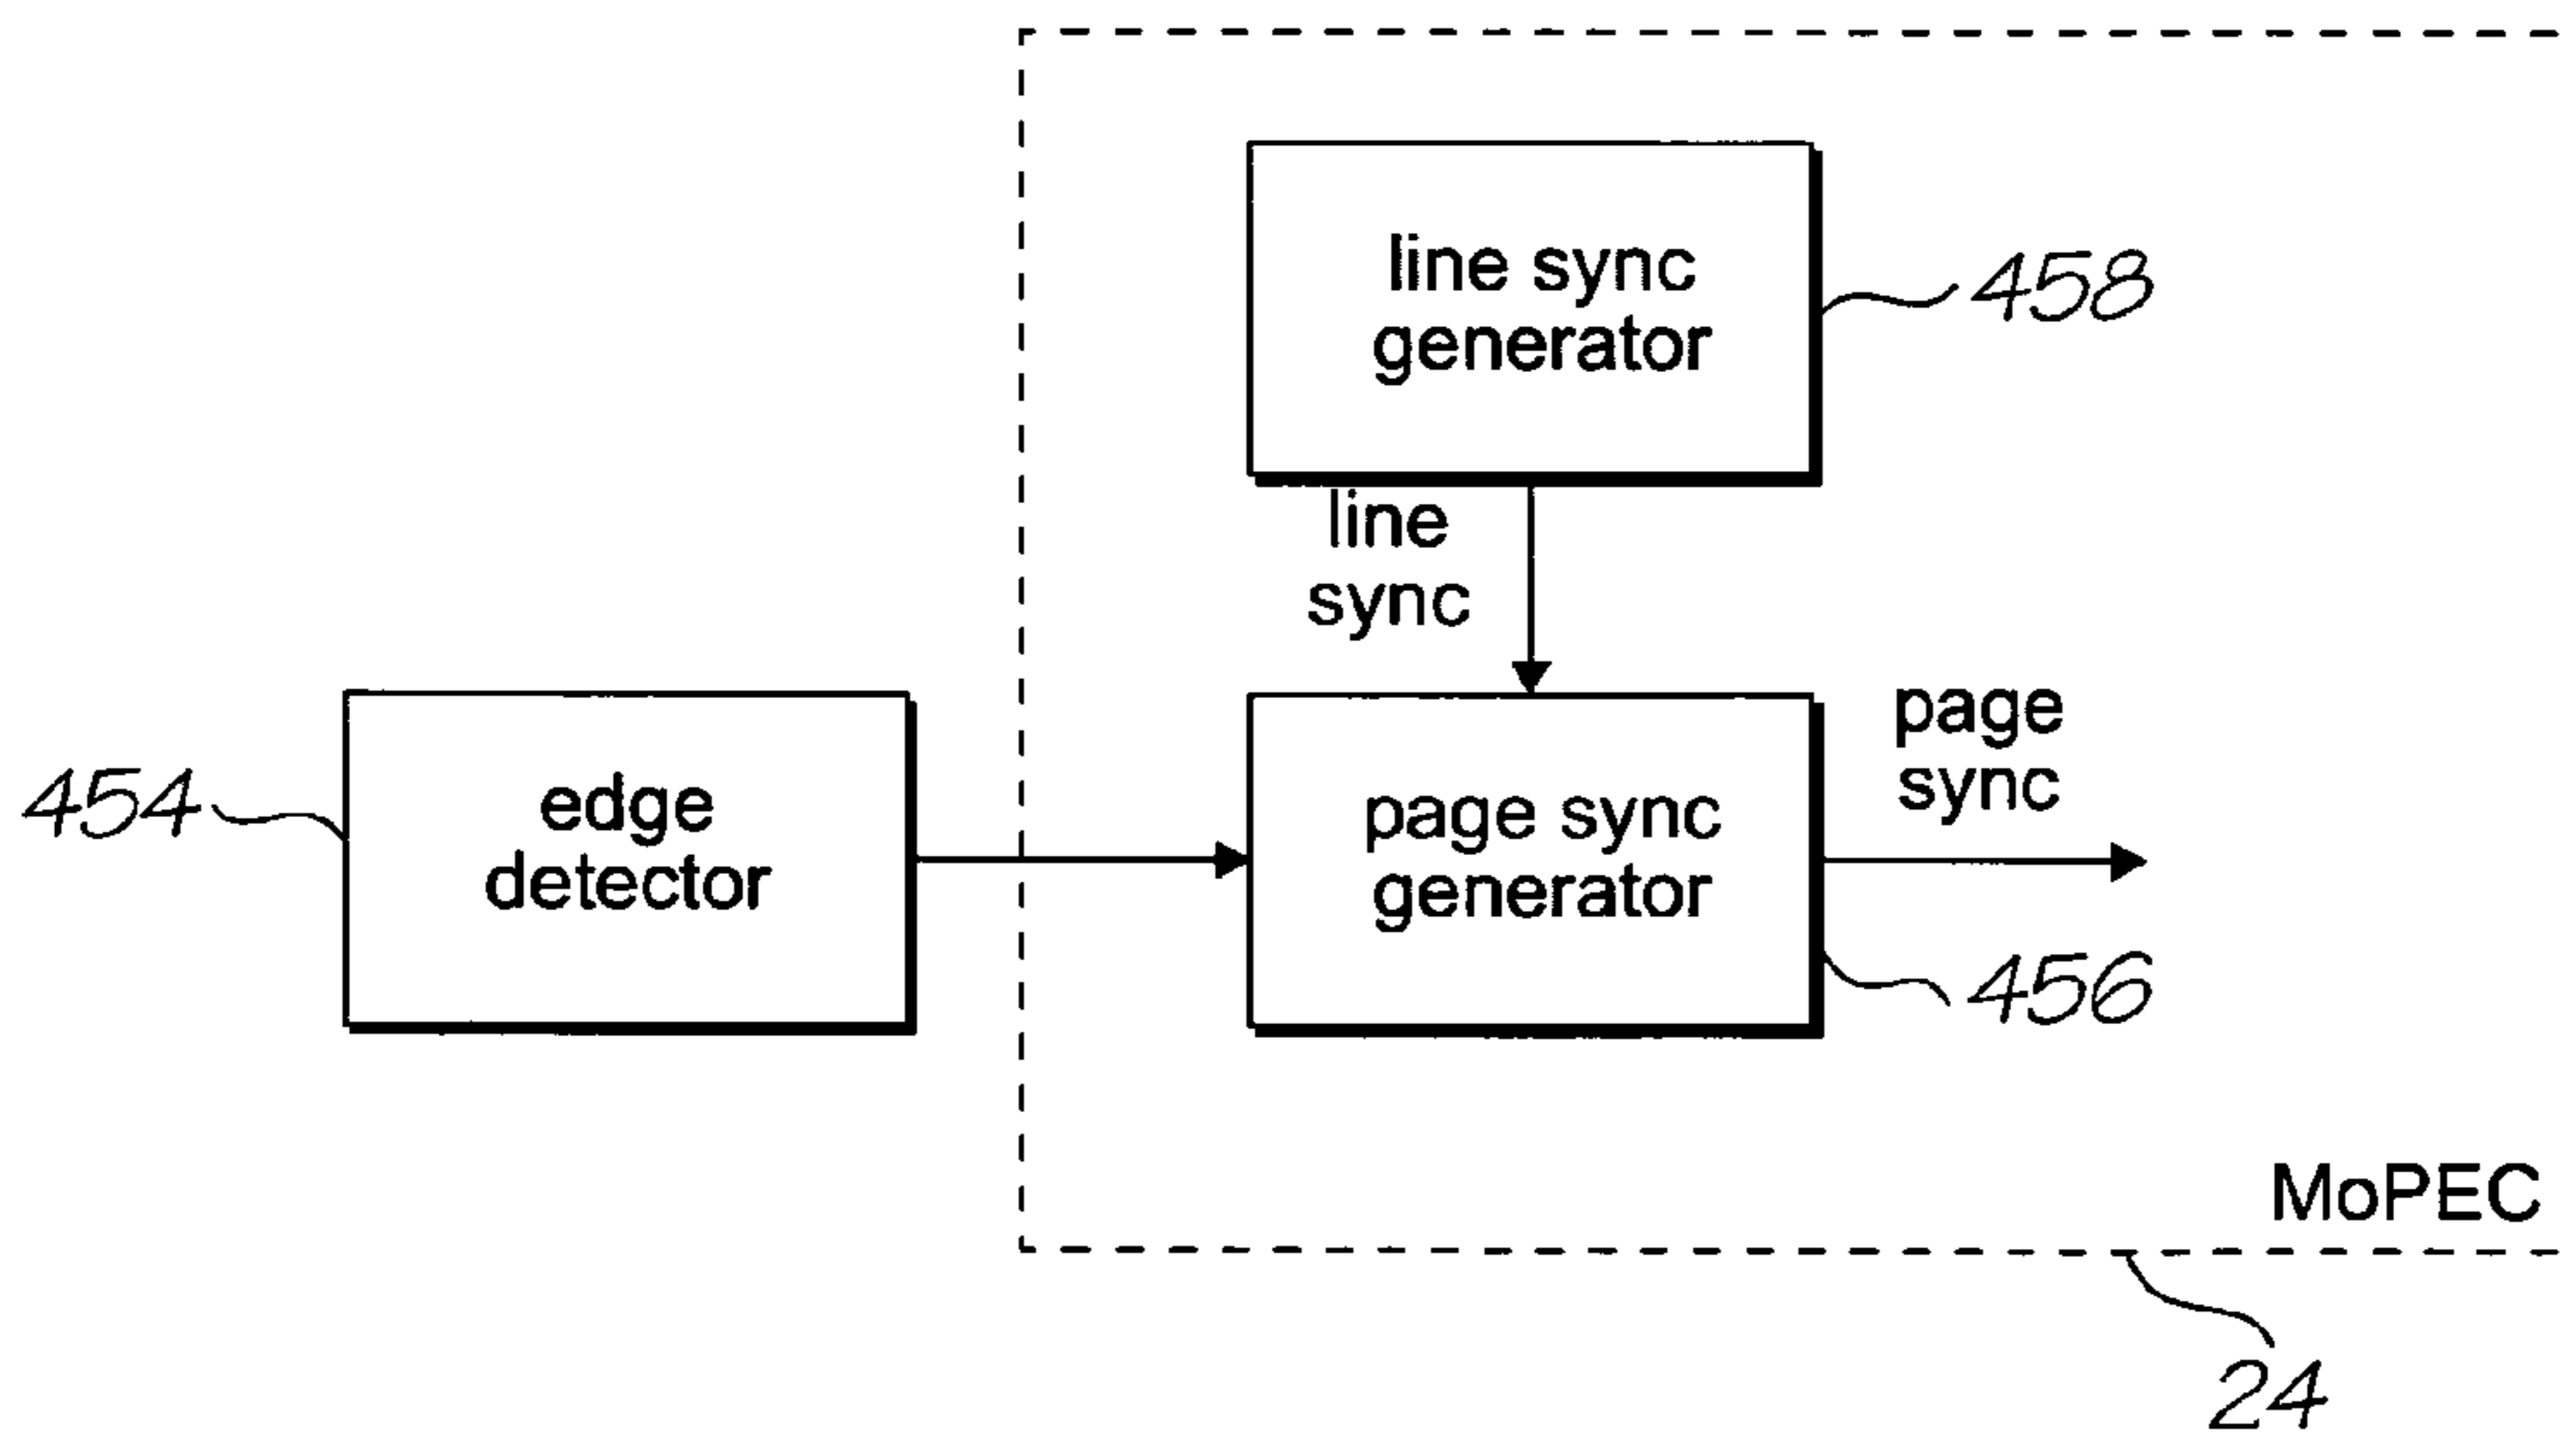 line sync
generator
458
line
sync
page
sync
454
edge
detector
page sync
generator
456
MoPEC
24